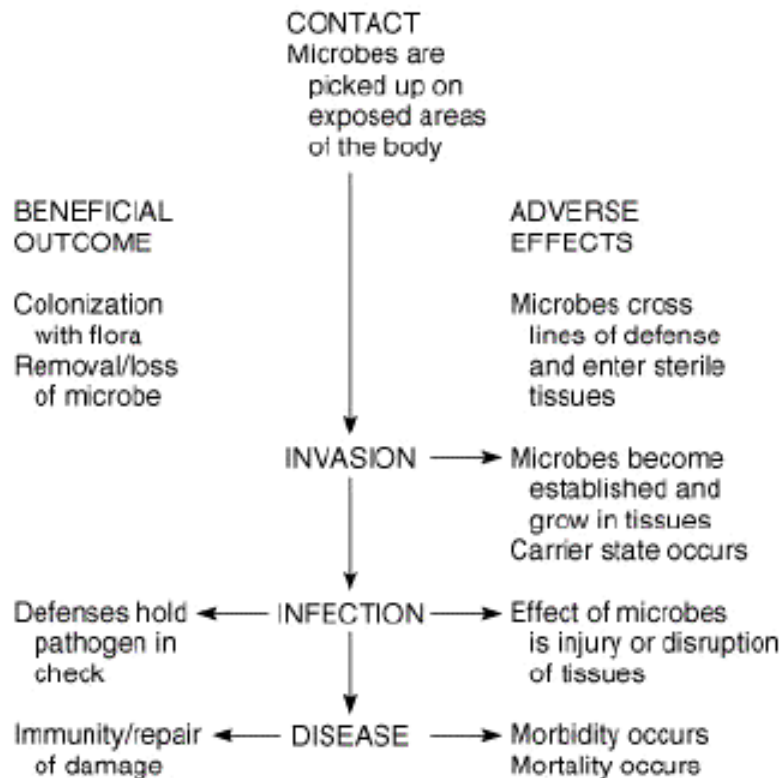 CONTACT
Microbes are
picked up on
exposed areas
of the body
BENEFICIAL
OUTCOME
ADVERSE
EFFECTS
Colonization
with flora
Removal/loss
of microbe
Microbes cross
lines of defense
and enter sterile
tissues
INVASION
Microbes become
established and
grow in tissues
Carrier state occurs
Defenses hold
pathogen in
check
INFECTION
Effect of microbes
is injury or disruption
of tissues
Immunity/repair
of damage
DISEASE
Morbidity occurs
Mortality occurs